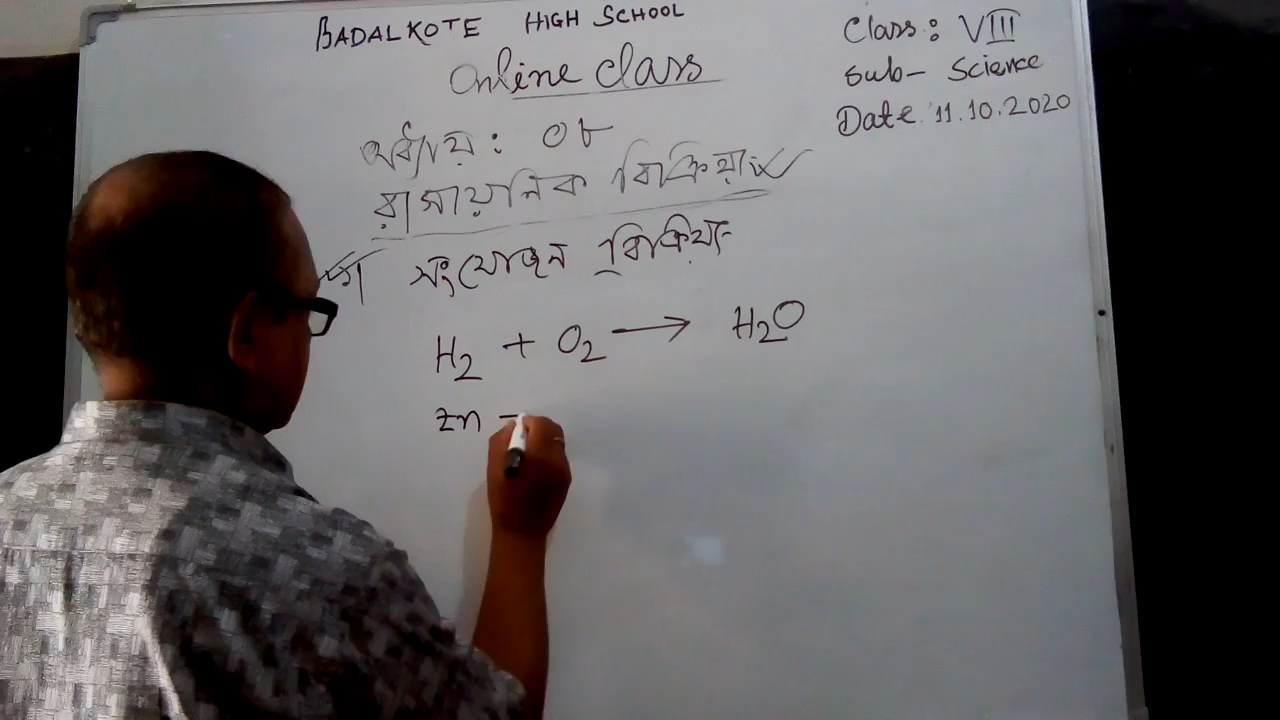 BADALKOTE HIGH SCHOOL
Online class
Class: VIII
Sub- Science
Date 11.10.2020
অধ্যায়: ০৮
রাসায়নিক বিক্রিয়া
সংযোজন বিক্রিয়া
H2 + O2 → H2O
Zn